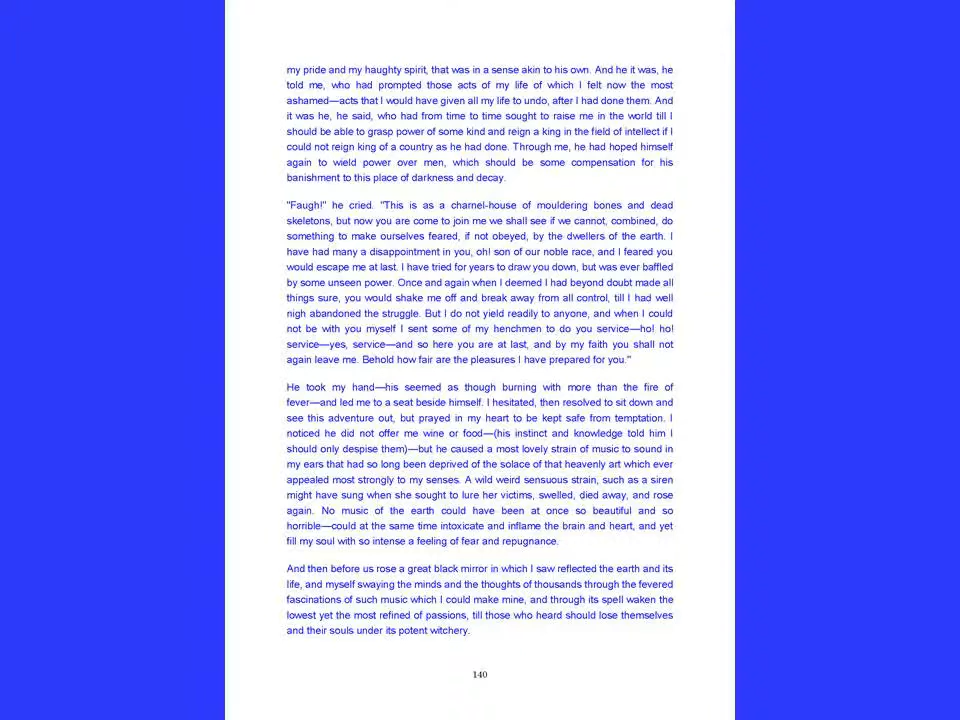 my pride and my haughty spirit, that was in a sense akin to his own. And he it was, he
told me, who had prompted those acts of my life of which I felt now the most
ashamed—acts that I would have given all my life to undo, after I had done them. And
it was he, he said, who had from time to time sought to raise me in the world till I
should be able to grasp power of some kind and reign a king in the field of intellect if I
could not reign king of a country as he had done. Through me, he had hoped himself
again to wield power over men, which should be some compensation for his
banishment to this place of darkness and decay.
"Faugh!" he cried. "This is as a charnel-house of mouldering bones and dead
skeletons, but now you are come to join me we shall see if we cannot, combined, do
something to make ourselves feared, if not obeyed, by the dwellers of the earth. I
have had many a disappointment in you, oh! son of our noble race, and I feared you
would escape me at last. I have tried for years to draw you down, but was ever baffled
by some unseen power. Once and again when I deemed I had beyond doubt made all
things sure, you would shake me off and break away from all control, till I had well
nigh abandoned the struggle. But I do not yield readily to anyone, and when I could
not be with you myself I sent some of my henchmen to do you service—ho! ho!
service—yes, service—and so here you are at last, and by my faith you shall not
again leave me. Behold how fair are the pleasures I have prepared for you."
He took my hand—his seemed as though burning with more than the fire of
fever—and led me to a seat beside himself. I hesitated, then resolved to sit down and
see this adventure out, but prayed in my heart to be kept safe from temptation. I
noticed he did not offer me wine or food—(his instinct and knowledge told him I
should only despise them)—but he caused a most lovely strain of music to sound in
my ears that had so long been deprived of the solace of that heavenly art which ever
appealed most strongly to my senses. A wild weird sensuous strain, such as a siren
might have sung when she sought to lure her victims, swelled, died away, and rose
again. No music of the earth could have been at once so beautiful and so
horrible—could at the same time intoxicate and inflame the brain and heart, and yet
fill my soul with so intense a feeling of fear and repugnance.
And then before us rose a great black mirror in which I saw reflected the earth and its
life, and myself swaying the minds and the thoughts of thousands through the fevered
fascinations of such music which I could make mine, and through its spell waken the
lowest yet the most refined of passions, till those who heard should lose themselves
and their souls under its potent witchery.
140